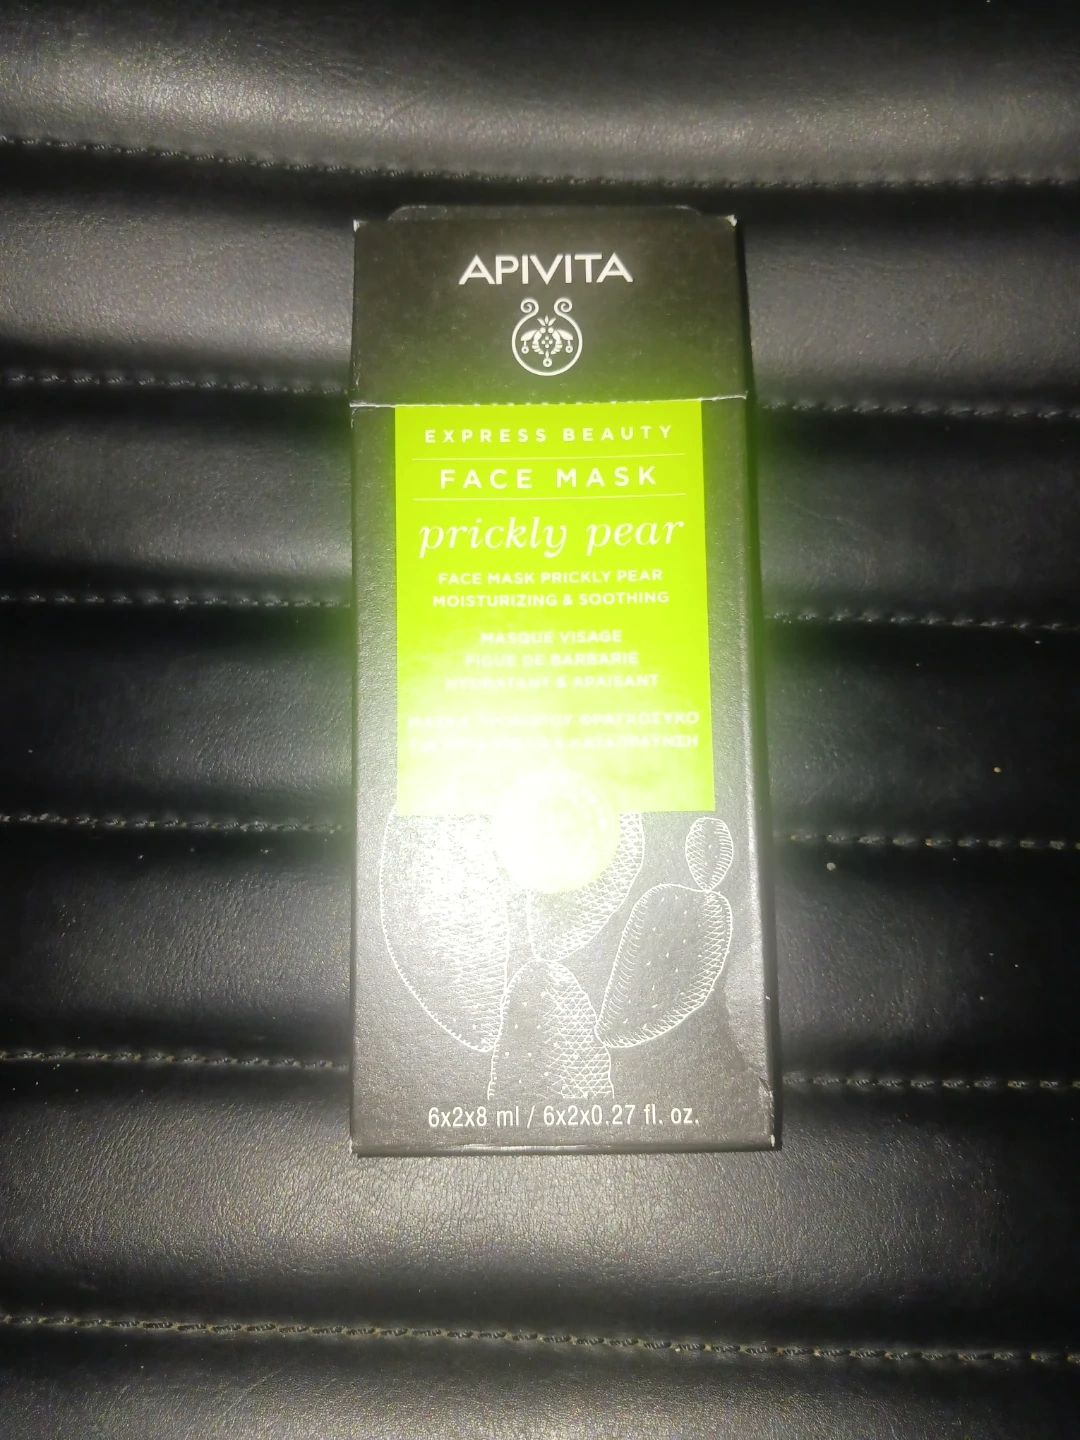 APIVITA
EXPRESS BEAUTY
FACE MASK
prickly pear
FACE MASK PRICKLY PEAR
MOISTURIZING & SOOTHING
MASQUE VISAGE
FIGUE DE BARBARIE
HYDRATANT & APAISANT
ΦΡΑΓΚΟΣΥΚΟ
6x2x8 ml / 6x2x0.27 fl. oz.